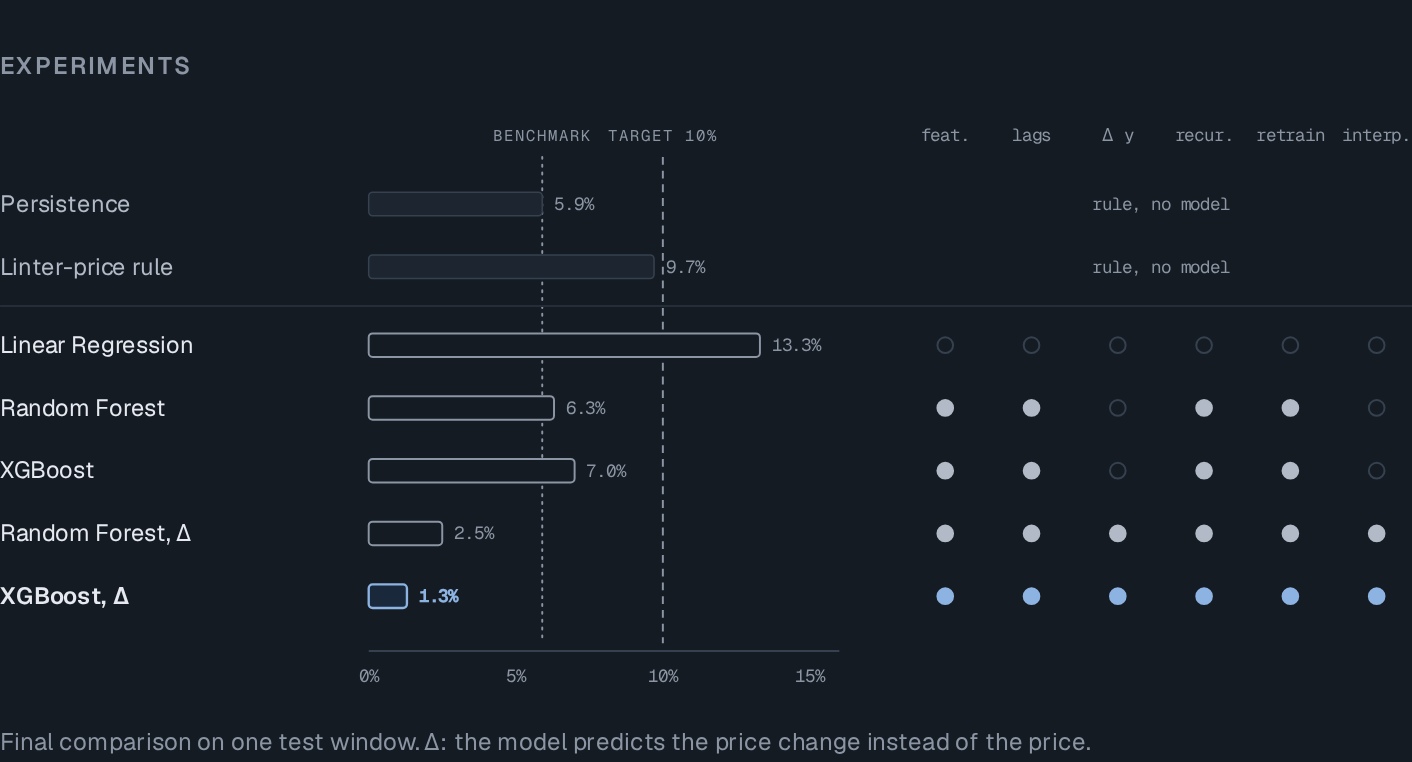 EXPERIMENTS
BENCHMARK TARGET 10% feat. lags Δ y recur. retrain interp.
Persistence 5.9% rule, no model
Linter-price rule 9.7% rule, no model
Linear Regression 13.3%
Random Forest 6.3%
XGBoost 7.0%
Random Forest, Δ 2.5%
XGBoost, Δ 1.3%
0% 5% 10% 15%
Final comparison on one test window. Δ: the model predicts the price change instead of the price.